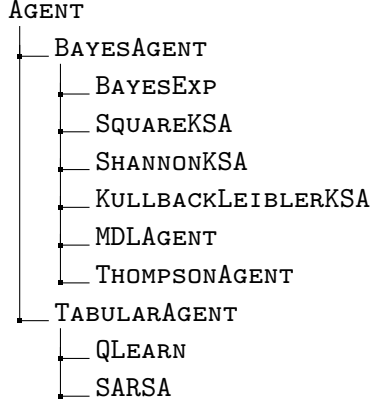 Agent
BayesAgent
BayesExp
SquareKSA
ShannonKSA
KullbackLeiblerKSA
MDLAgent
ThompsonAgent
TabularAgent
QLearn
SARSA